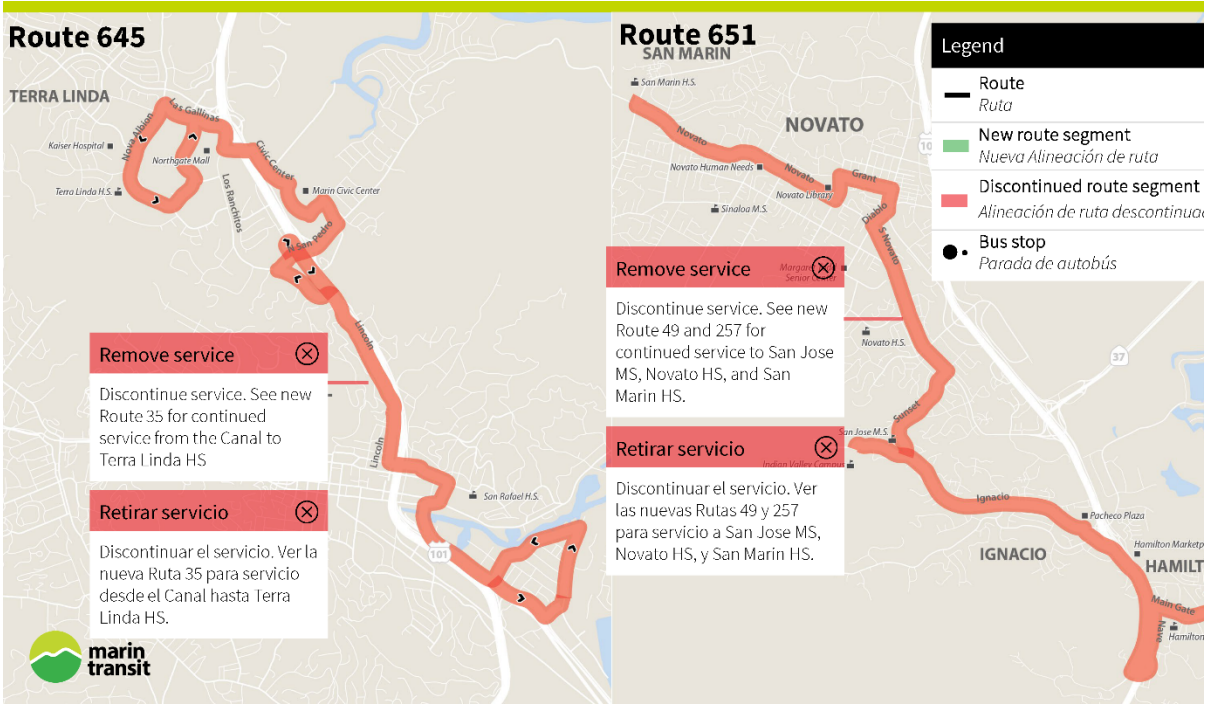 Route 645
TERRA LINDA
Las Gallinas
Nova Albion
Kaiser Hospital
Northgate Mall
Civic Center
Terra Linda H.S.
Los Ranchitos
Marin Civic Center
N San Pedro
Lincoln
Remove service
Discontinue service. See new
Route 35 for continued
service from the Canal to
Terra Linda HS
Lincoln
Retirar servicio
Discontinuar el servicio. Ver la
nueva Ruta 35 para servicio
desde el Canal hasta Terra
Linda HS.
San Rafael H.S.
101
marin
transit
Route 651
SAN MARIN
San Marin H.S.
NOVATO
Novato
Novato Human Needs
Novato
Grant
Novato Library
Diablo
Sinaloa M.S.
S Novato
10
Senior Center
Remove service
Discontinue service. See new
Route 49 and 257 for
continued service to San Jose
MS, Novato HS, and San
Marin HS.
Novato H.S.
37
Sunset
San Jose M.S.
Indian Valley Campus
Retirar servicio
Discontinuar el servicio. Ver
las nuevas Rutas 49 y 257
para servicio a San Jose MS,
Novato HS, y San Marin HS.
Ignacio
Pacheco Plaza
IGNACIO
Hamilton Marketp
HAMILT
Main Gate
Nave
Hamilton
Legend
Route
Ruta
New route segment
Nueva Alineación de ruta
Discontinued route segment
Alineación de ruta descontinuad
Bus stop
Parada de autobús